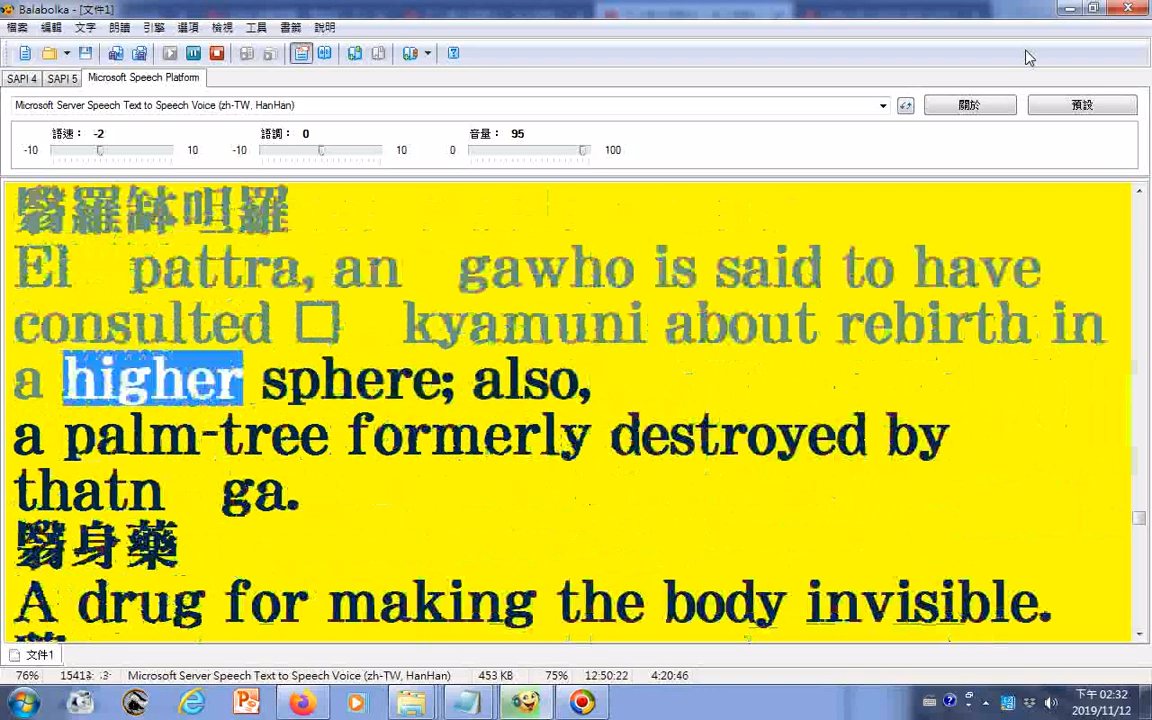 Balabolka - [文件1]
檔案 編輯 文字 朗讀 引擎 選項 檢視 工具 書籤 說明
SAPI 4 SAPI 5 Microsoft Speech Platform
Microsoft Server Speech Text to Speech Voice (zh-TW, HanHan) 關於 預設
語速： -2 語調： 0 音量： 95
-10 10 -10 10 0 100
翳羅缽呾羅
El pattra, an gawho is said to have
consulted □ kyamuni about rebirth in
a higher sphere; also,
a palm-tree formerly destroyed by
thatn ga.
翳身藥
A drug for making the body invisible.
文件1
76% Microsoft Server Speech Text to Speech Voice (zh-TW, HanHan) 453 KB 75% 12:50:22 4:20:46
下午 02:32
2019/11/12